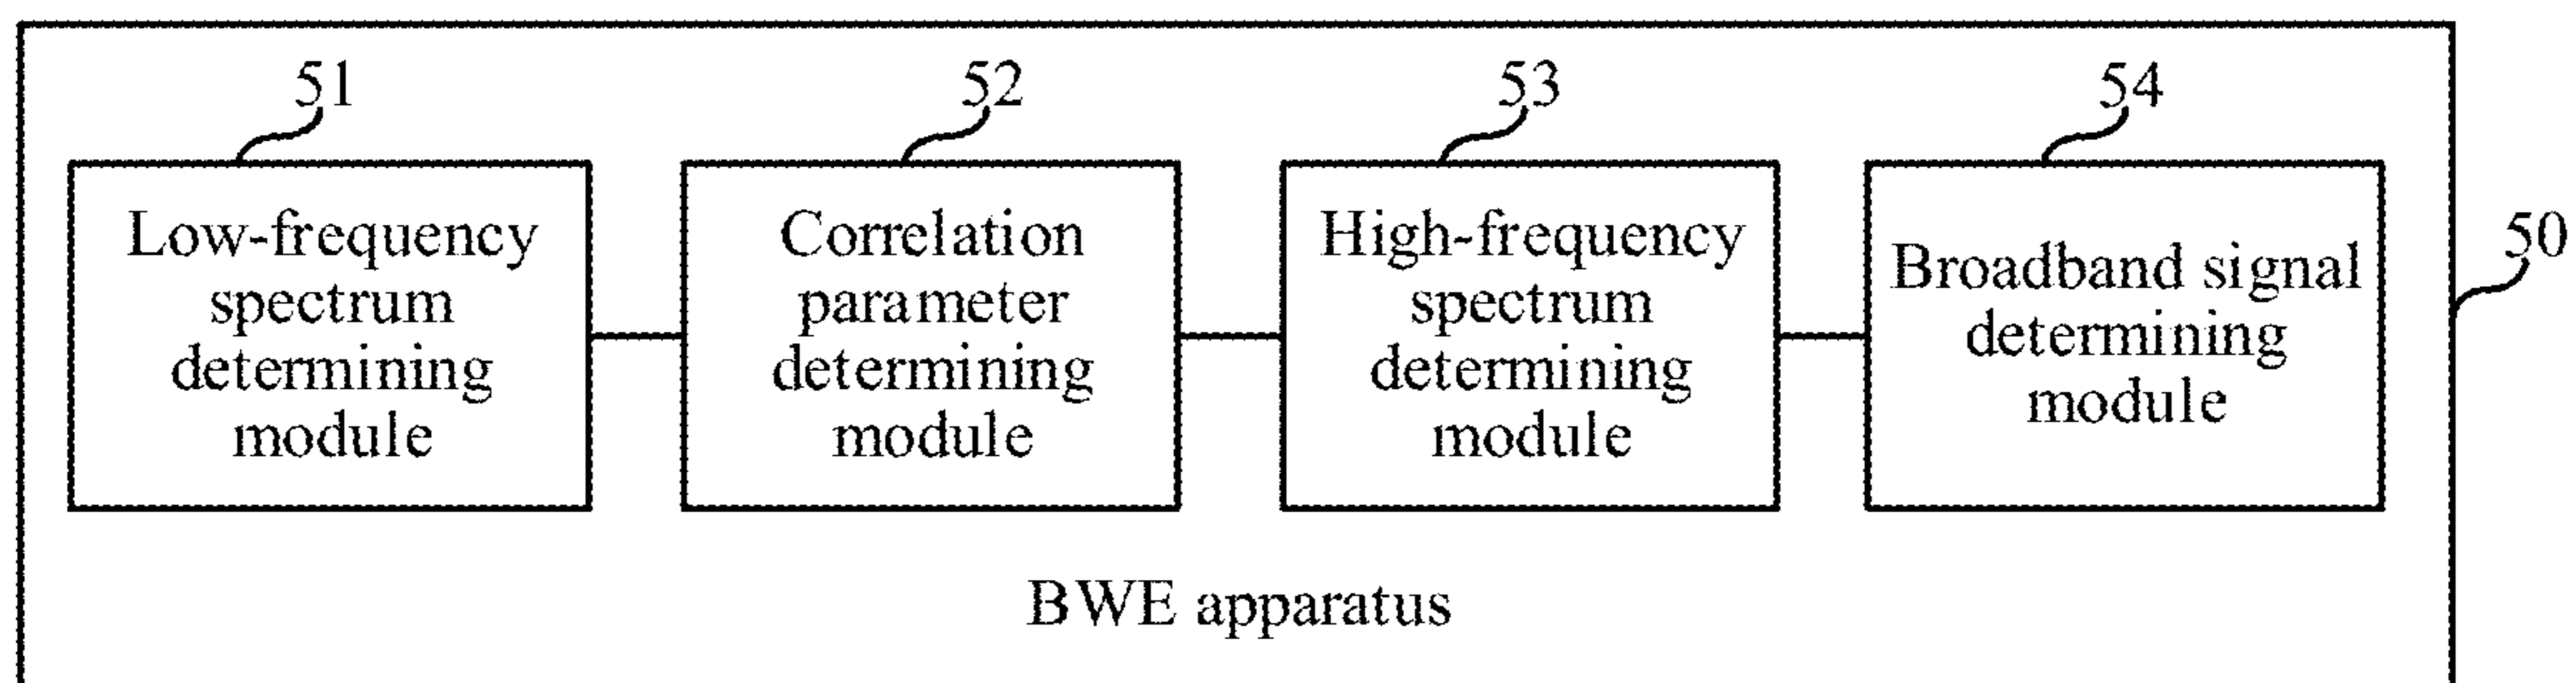 51
52
53
54
Low-frequency
spectrum
determining
module
Correlation
parameter
determining
module
High-frequency
spectrum
determining
module
Broadband signal
determining
module
50
BWE apparatus